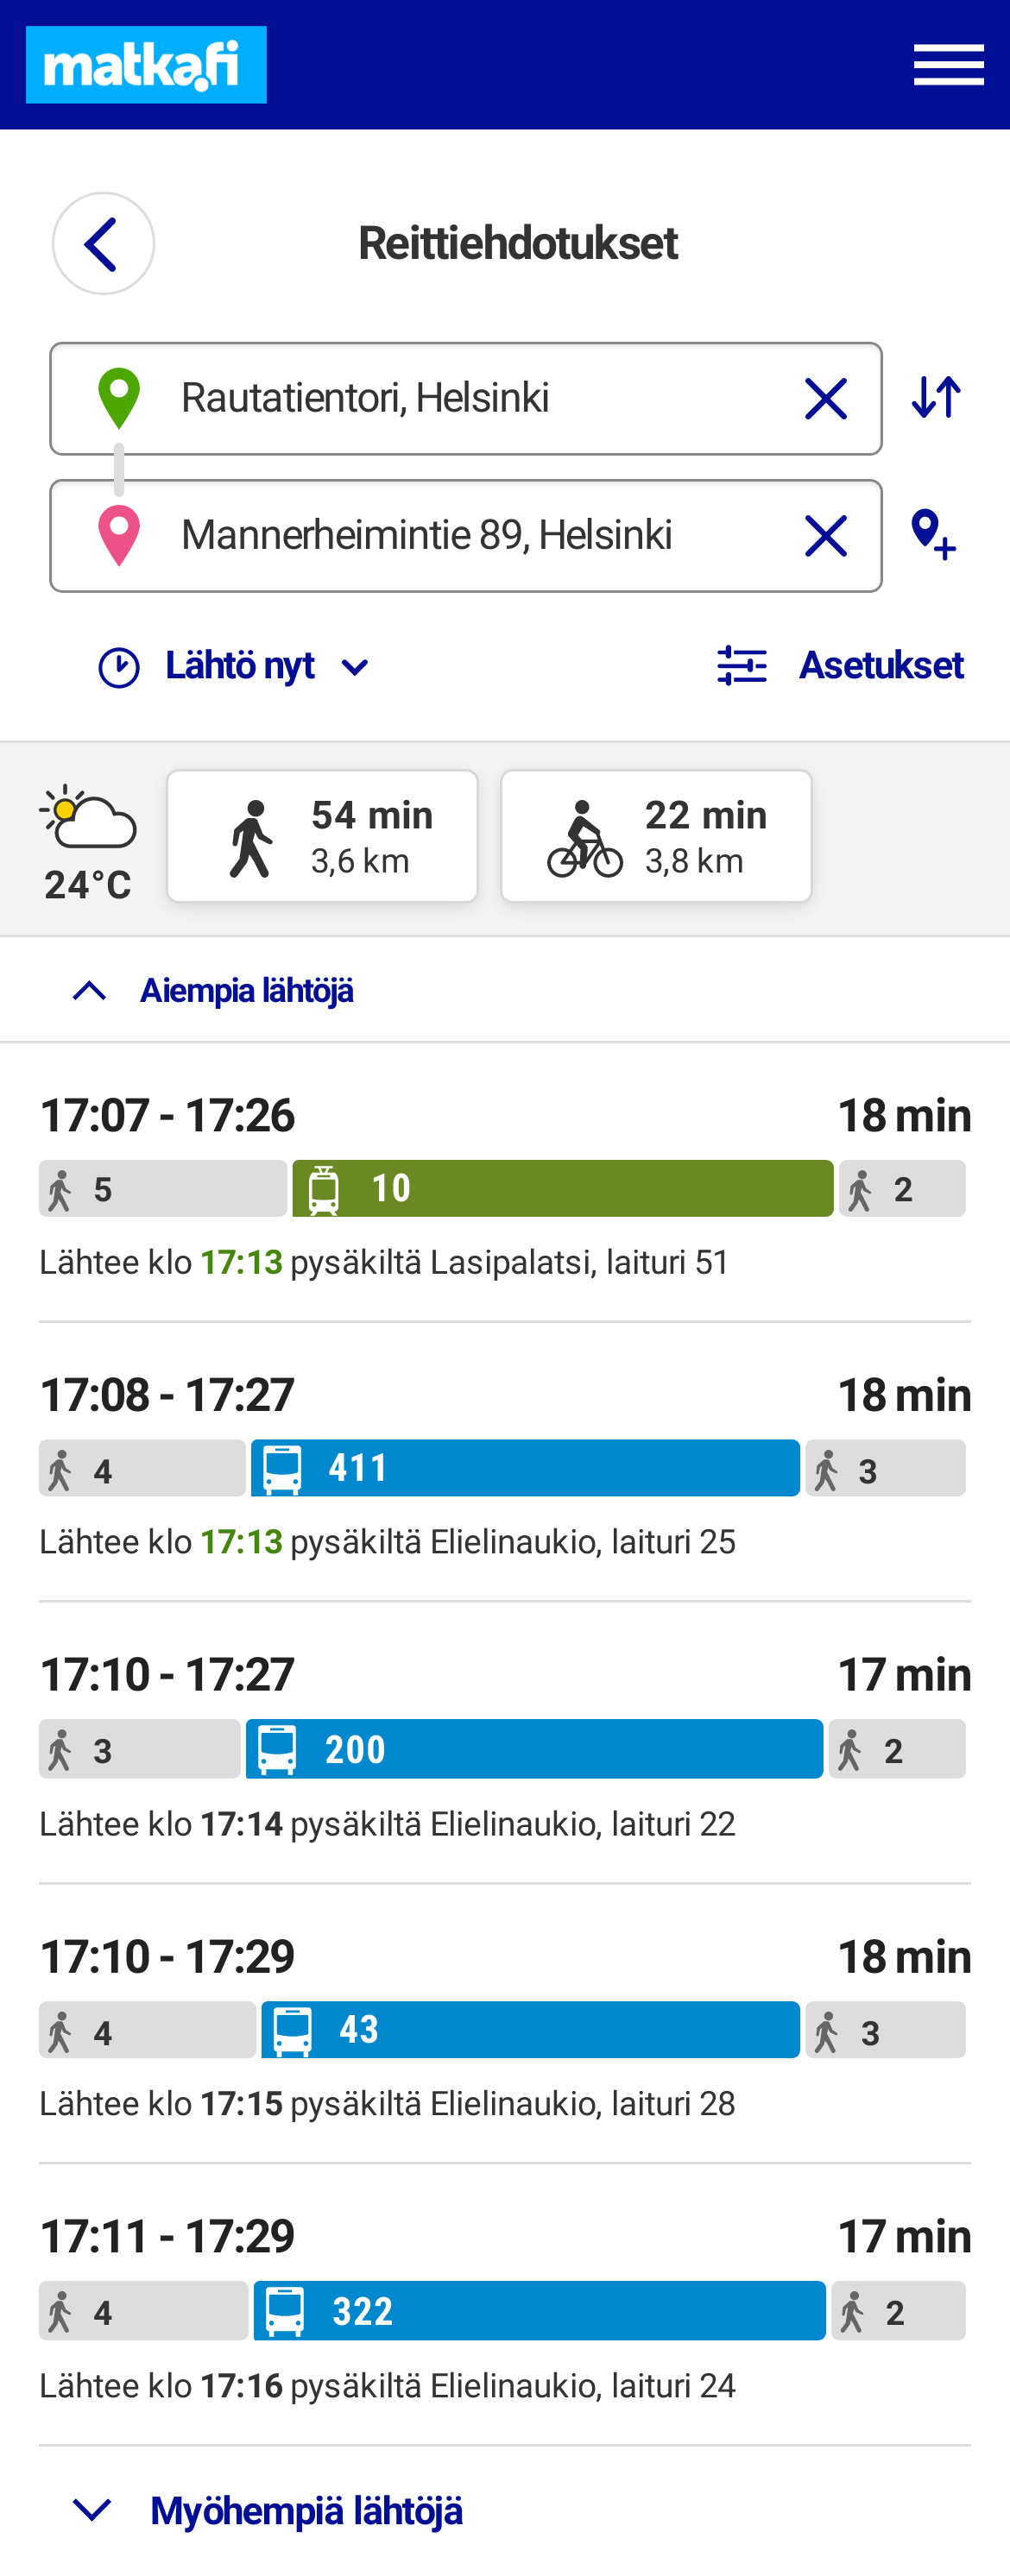 matka.fi
Reittiehdotukset
Rautatientori, Helsinki
Mannerheimintie 89, Helsinki
Lähtö nyt
Asetukset
24°C
54 min
3,6 km
22 min
3,8 km
Aiempia lähtöjä
17:07 - 17:26 18 min
5 10 2
Lähtee klo 17:13 pysäkiltä Lasipalatsi, laituri 51
17:08 - 17:27 18 min
4 411 3
Lähtee klo 17:13 pysäkiltä Elielinaukio, laituri 25
17:10 - 17:27 17 min
3 200 2
Lähtee klo 17:14 pysäkiltä Elielinaukio, laituri 22
17:10 - 17:29 18 min
4 43 3
Lähtee klo 17:15 pysäkiltä Elielinaukio, laituri 28
17:11 - 17:29 17 min
4 322 2
Lähtee klo 17:16 pysäkiltä Elielinaukio, laituri 24
Myöhempiä lähtöjä